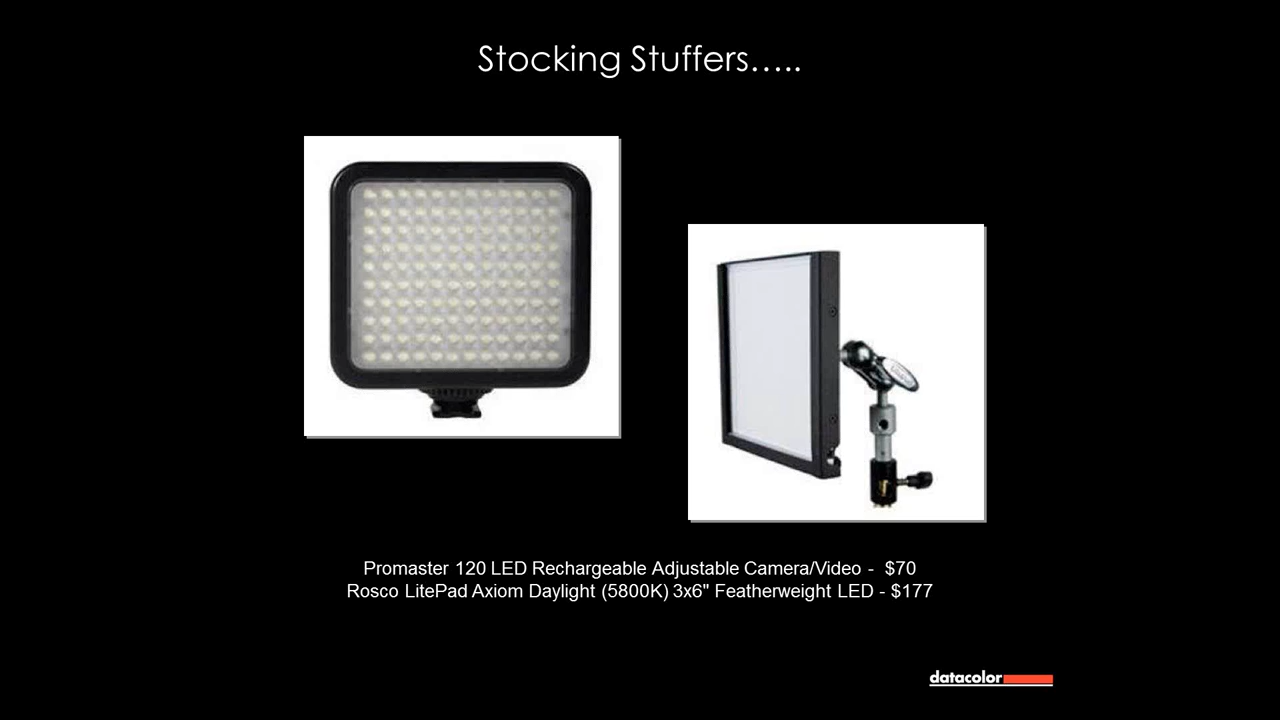 Stocking Stuffers.....
Promaster 120 LED Rechargeable Adjustable Camera/Video - $70
Rosco LitePad Axiom Daylight (5800K) 3x6" Featherweight LED - $177
datacolor